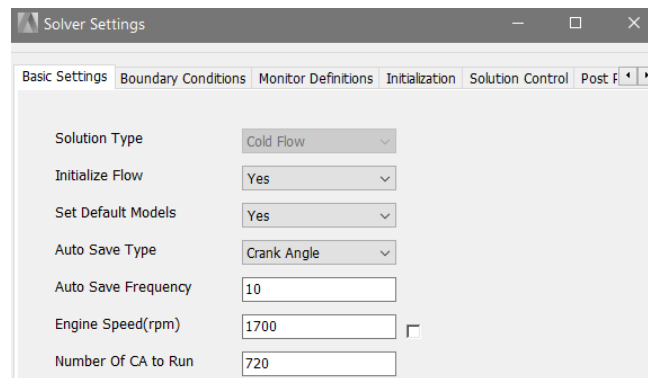 Solver Settings
Basic Settings Boundary Conditions Monitor Definitions Initialization Solution Control Post
Solution Type Cold Flow
Initialize Flow Yes
Set Default Models Yes
Auto Save Type Crank Angle
Auto Save Frequency 10
Engine Speed(rpm) 1700
Number Of CA to Run 720